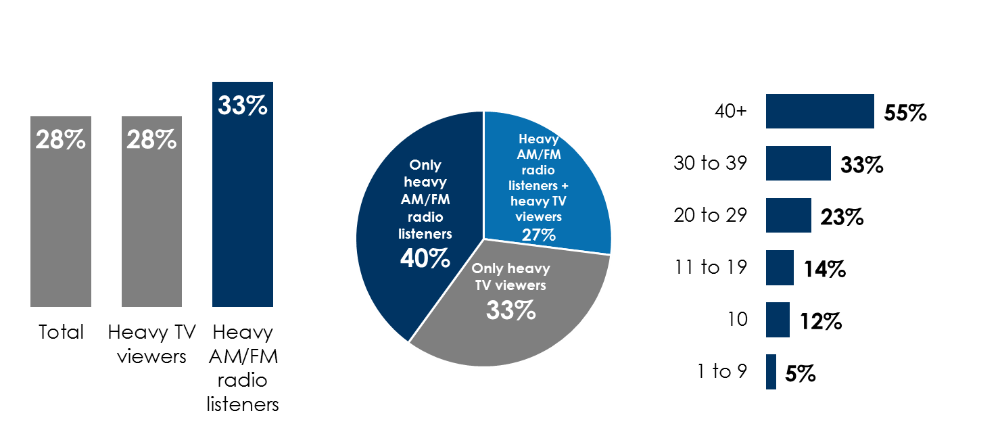 33%
28%
28%
Total
Heavy TV
viewers
Heavy
AM/FM
radio
listeners
Only
heavy
AM/FM
radio
listeners
40%
Heavy
AM/FM
radio
listeners +
heavy TV
viewers
27%
Only heavy
TV viewers
33%
40+ 55%
30 to 39 33%
20 to 29 23%
11 to 19 14%
10 12%
1 to 9 5%